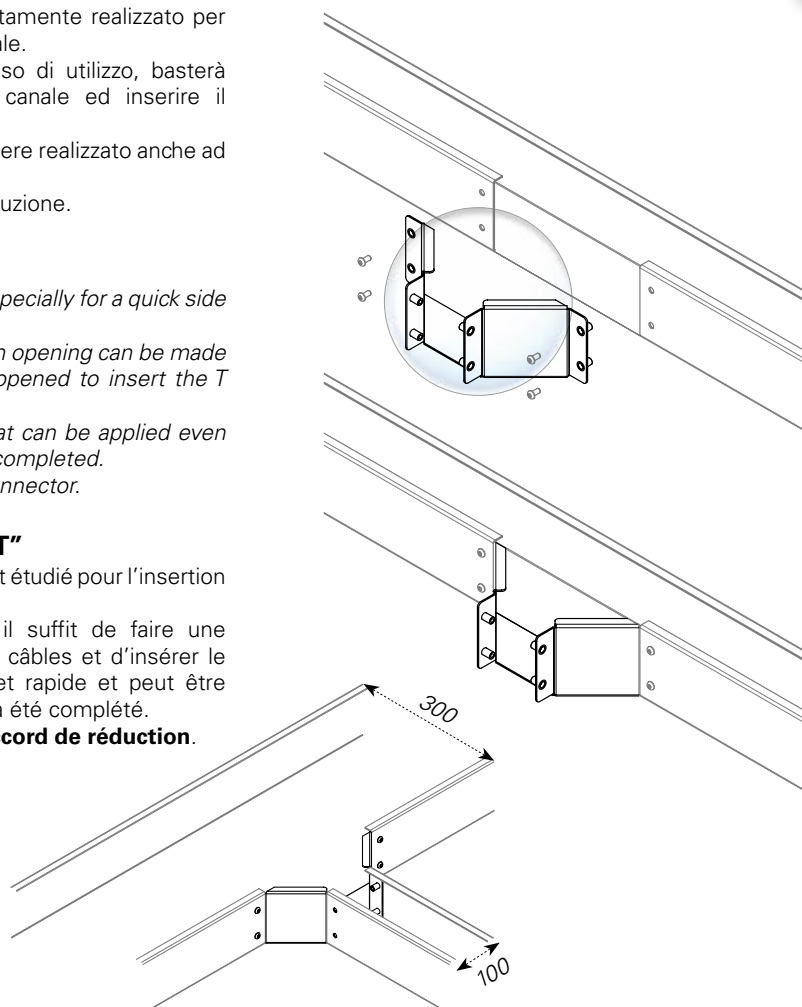 tamente realizzato per
ale.
so di utilizzo, basterà
canale ed inserire il
ere realizzato anche ad
uzione.
pecially for a quick side
n opening can be made
opened to insert the T
at can be applied even
completed.
nnector.
T”
t étudié pour l’insertion
il suffit de faire une
câbles et d’insérer le
et rapide et peut être
a été complété.
cord de réduction.
300
100